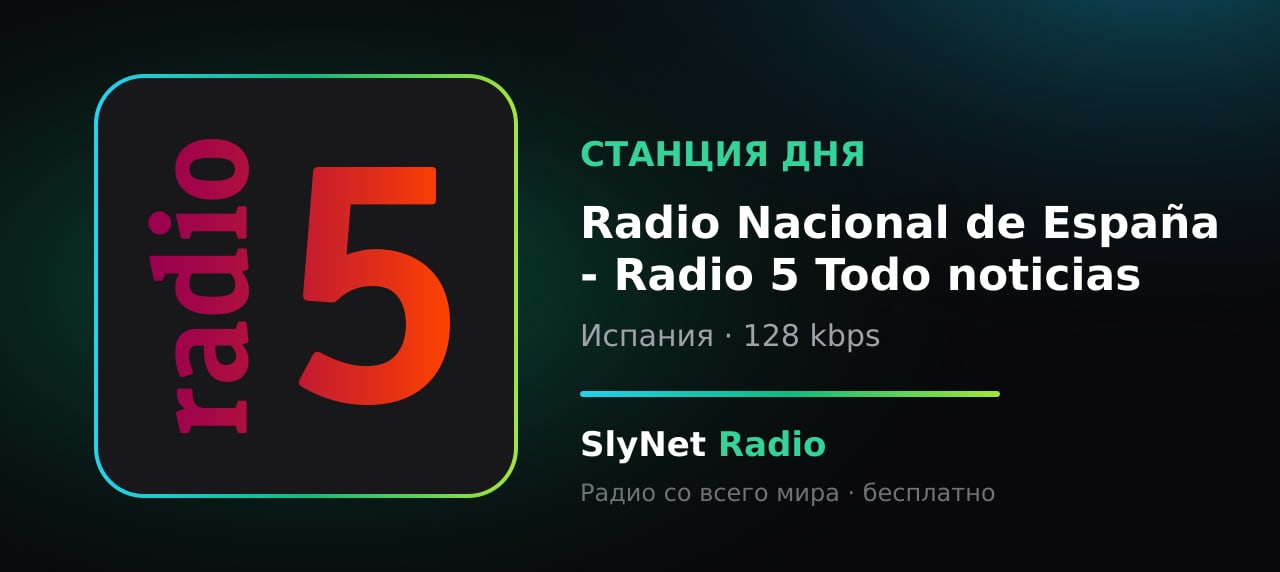 radio 5
СТАНЦИЯ ДНЯ
Radio Nacional de España
- Radio 5 Todo noticias
Испания · 128 kbps
SlyNet Radio
Радио со всего мира · бесплатно